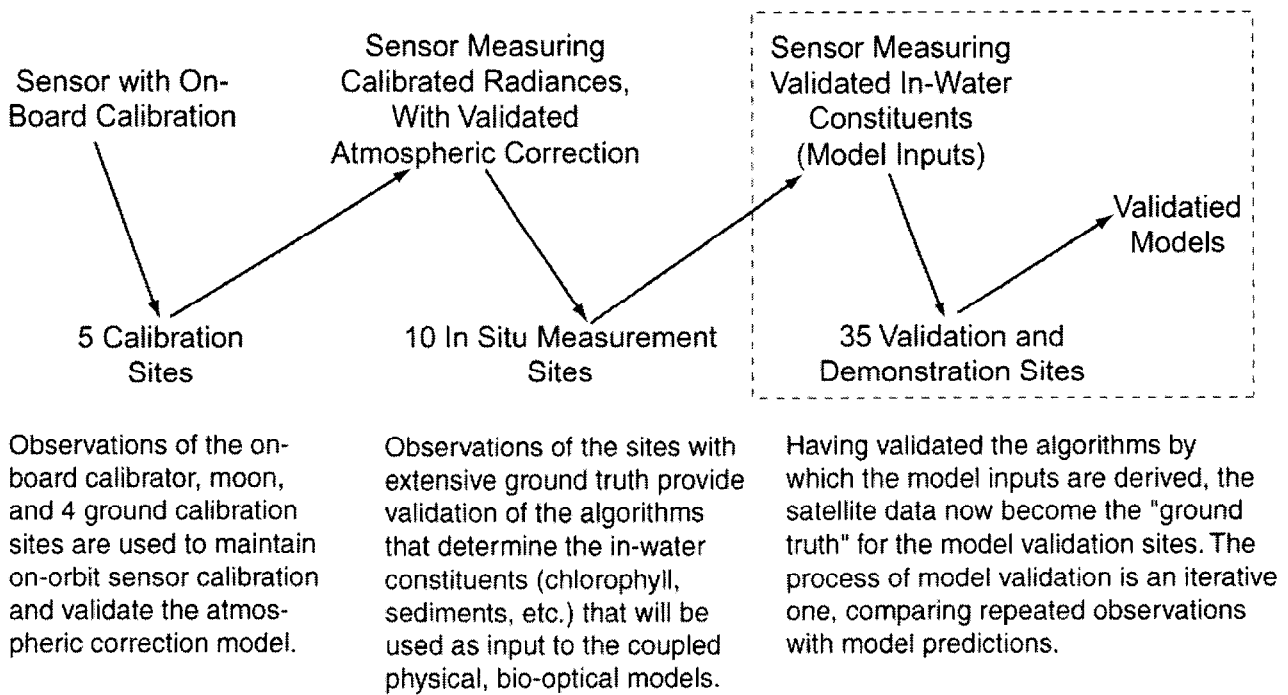 Sensor with On-
Board Calibration
Sensor Measuring
Calibrated Radiances,
With Validated
Atmospheric Correction
Sensor Measuring
Validated In-Water
Constituents
(Model Inputs)
Validatied
Models
5 Calibration
Sites
10 In Situ Measurement
Sites
35 Validation and
Demonstration Sites
Observations of the on-
board calibrator, moon,
and 4 ground calibration
sites are used to maintain
on-orbit sensor calibration
and validate the atmos-
pheric correction model.
Observations of the sites with
extensive ground truth provide
validation of the algorithms
that determine the in-water
constituents (chlorophyll,
sediments, etc.) that will be
used as input to the coupled
physical, bio-optical models.
Having validated the algorithms by
which the model inputs are derived, the
satellite data now become the "ground
truth" for the model validation sites. The
process of model validation is an iterative
one, comparing repeated observations
with model predictions.